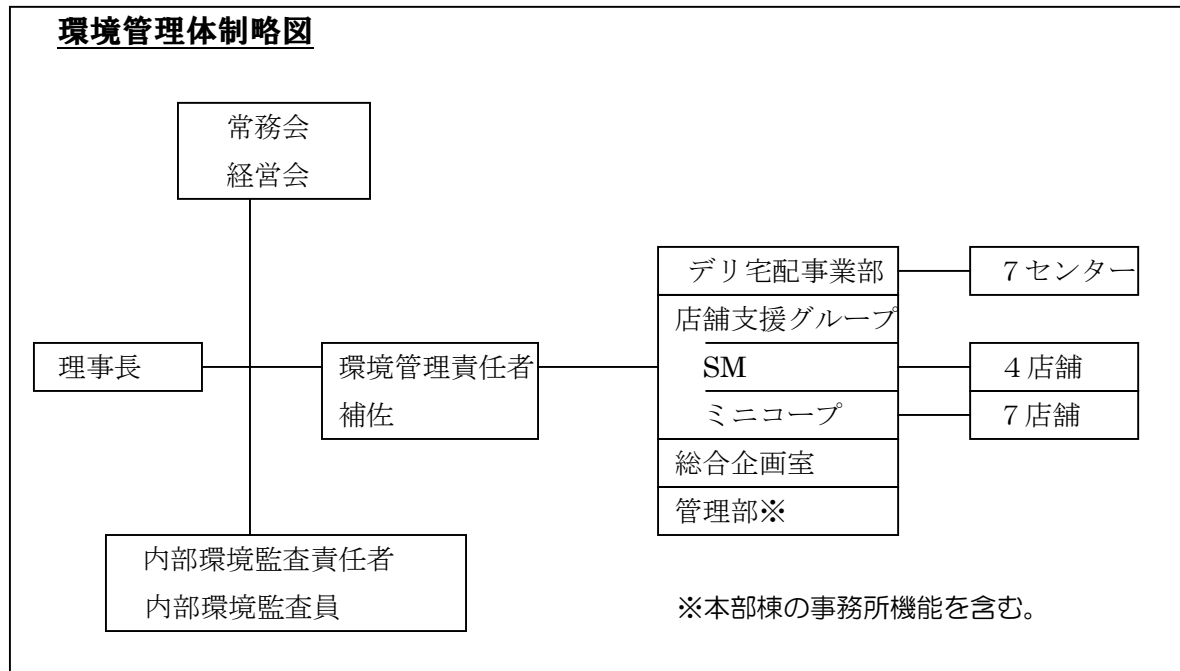 環境管理体制略図
常務会
経営会
デリ宅配事業部
7センター
店舗支援グループ
理事長
環境管理責任者
補佐
SM
4店舗
ミニコープ
7店舗
総合企画室
管理部※
内部環境監査責任者
内部環境監査員
※本部棟の事務所機能を含む。